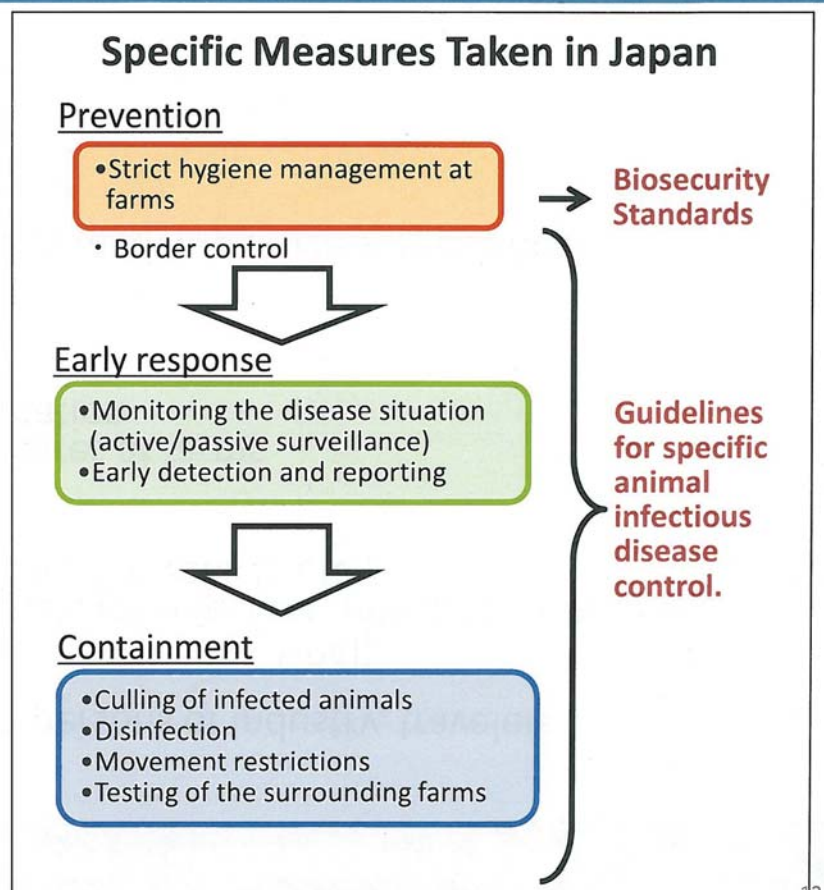 Specific Measures Taken in Japan
Prevention
•Strict hygiene management at
farms
・ Border control
Biosecurity
Standards
Early response
•Monitoring the disease situation
(active/passive surveillance)
•Early detection and reporting
Guidelines
for specific
animal
infectious
disease
control.
Containment
•Culling of infected animals
•Disinfection
•Movement restrictions
•Testing of the surrounding farms